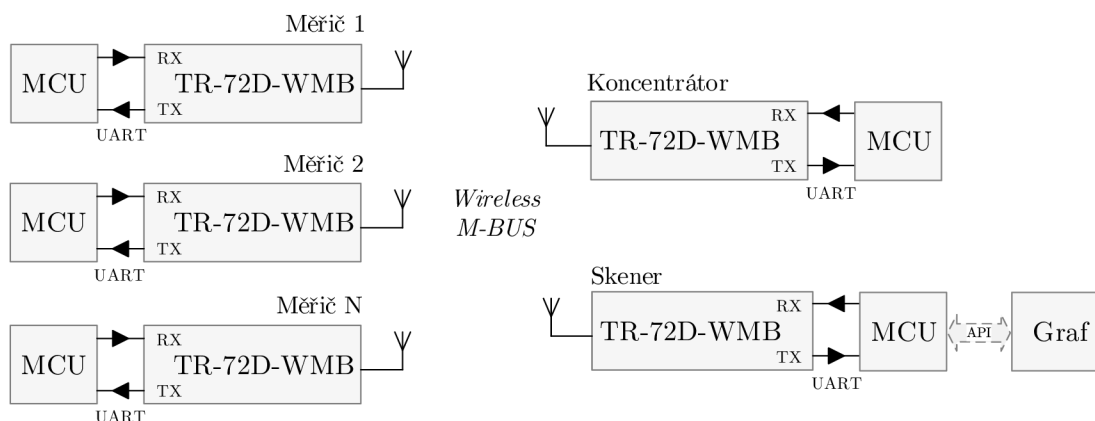 Měřič 1
MCU
RX
TR-72D-WMB
TX
UART
Měřič 2
MCU
RX
TR-72D-WMB
TX
UART
Měřič N
MCU
RX
TR-72D-WMB
TX
UART
Wireless
M-BUS
Koncentrátor
RX
TR-72D-WMB
MCU
TX
UART
Skener
RX
TR-72D-WMB
MCU
API
Graf
TX
UART